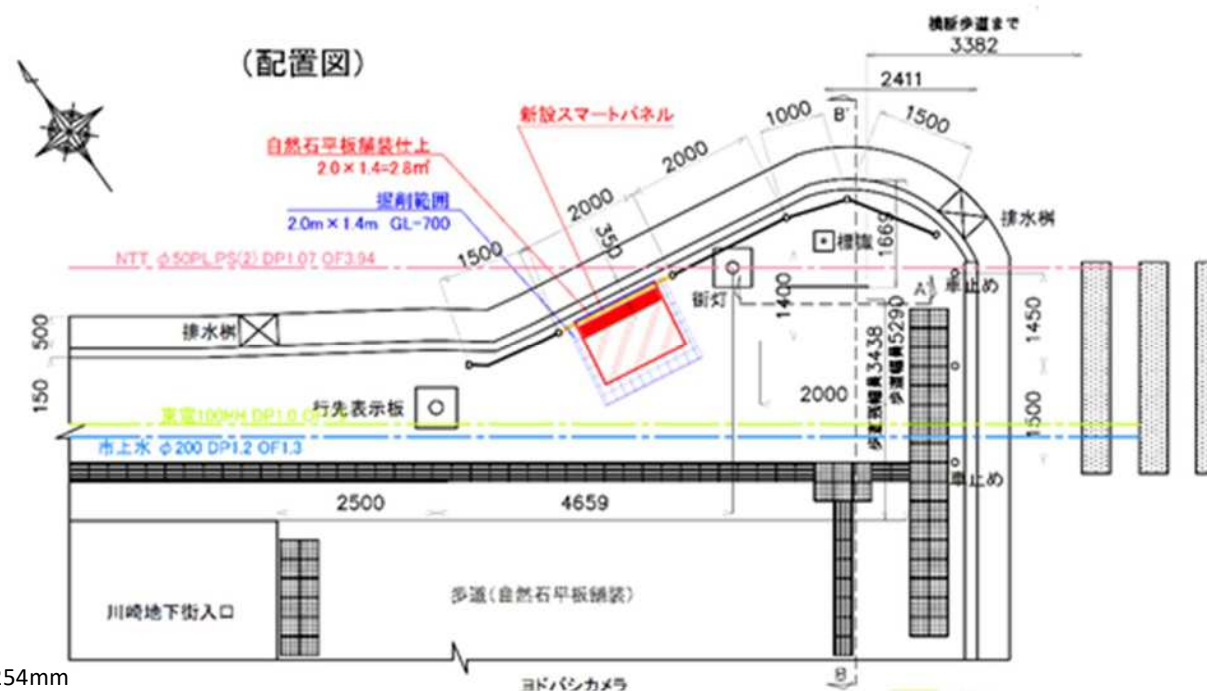 (配置図)
横断歩道まで
3382
2411
B'
1000
1500
新設スマートパネル
自然石平板舗装仕上
2.0×1.4=2.8㎡
2000
掘削範囲
2.0m×1.4m GL-700
2000
350
排水桝
標識
1669
NTT φ50PL.PS(2) DP1.07 OF3.94
1500
街灯
1400
A'
車止め
500
排水桝
1450
150
行先表示板
2000
歩道残幅員3438
歩道幅員5290
東電100HH DP1.0
市上水 φ200 DP1.2 OF1.3
1500
車止め
2500
4659
川崎地下街入口
歩道(自然石平板舗装)
254mm
ヨドバシカメラ
B